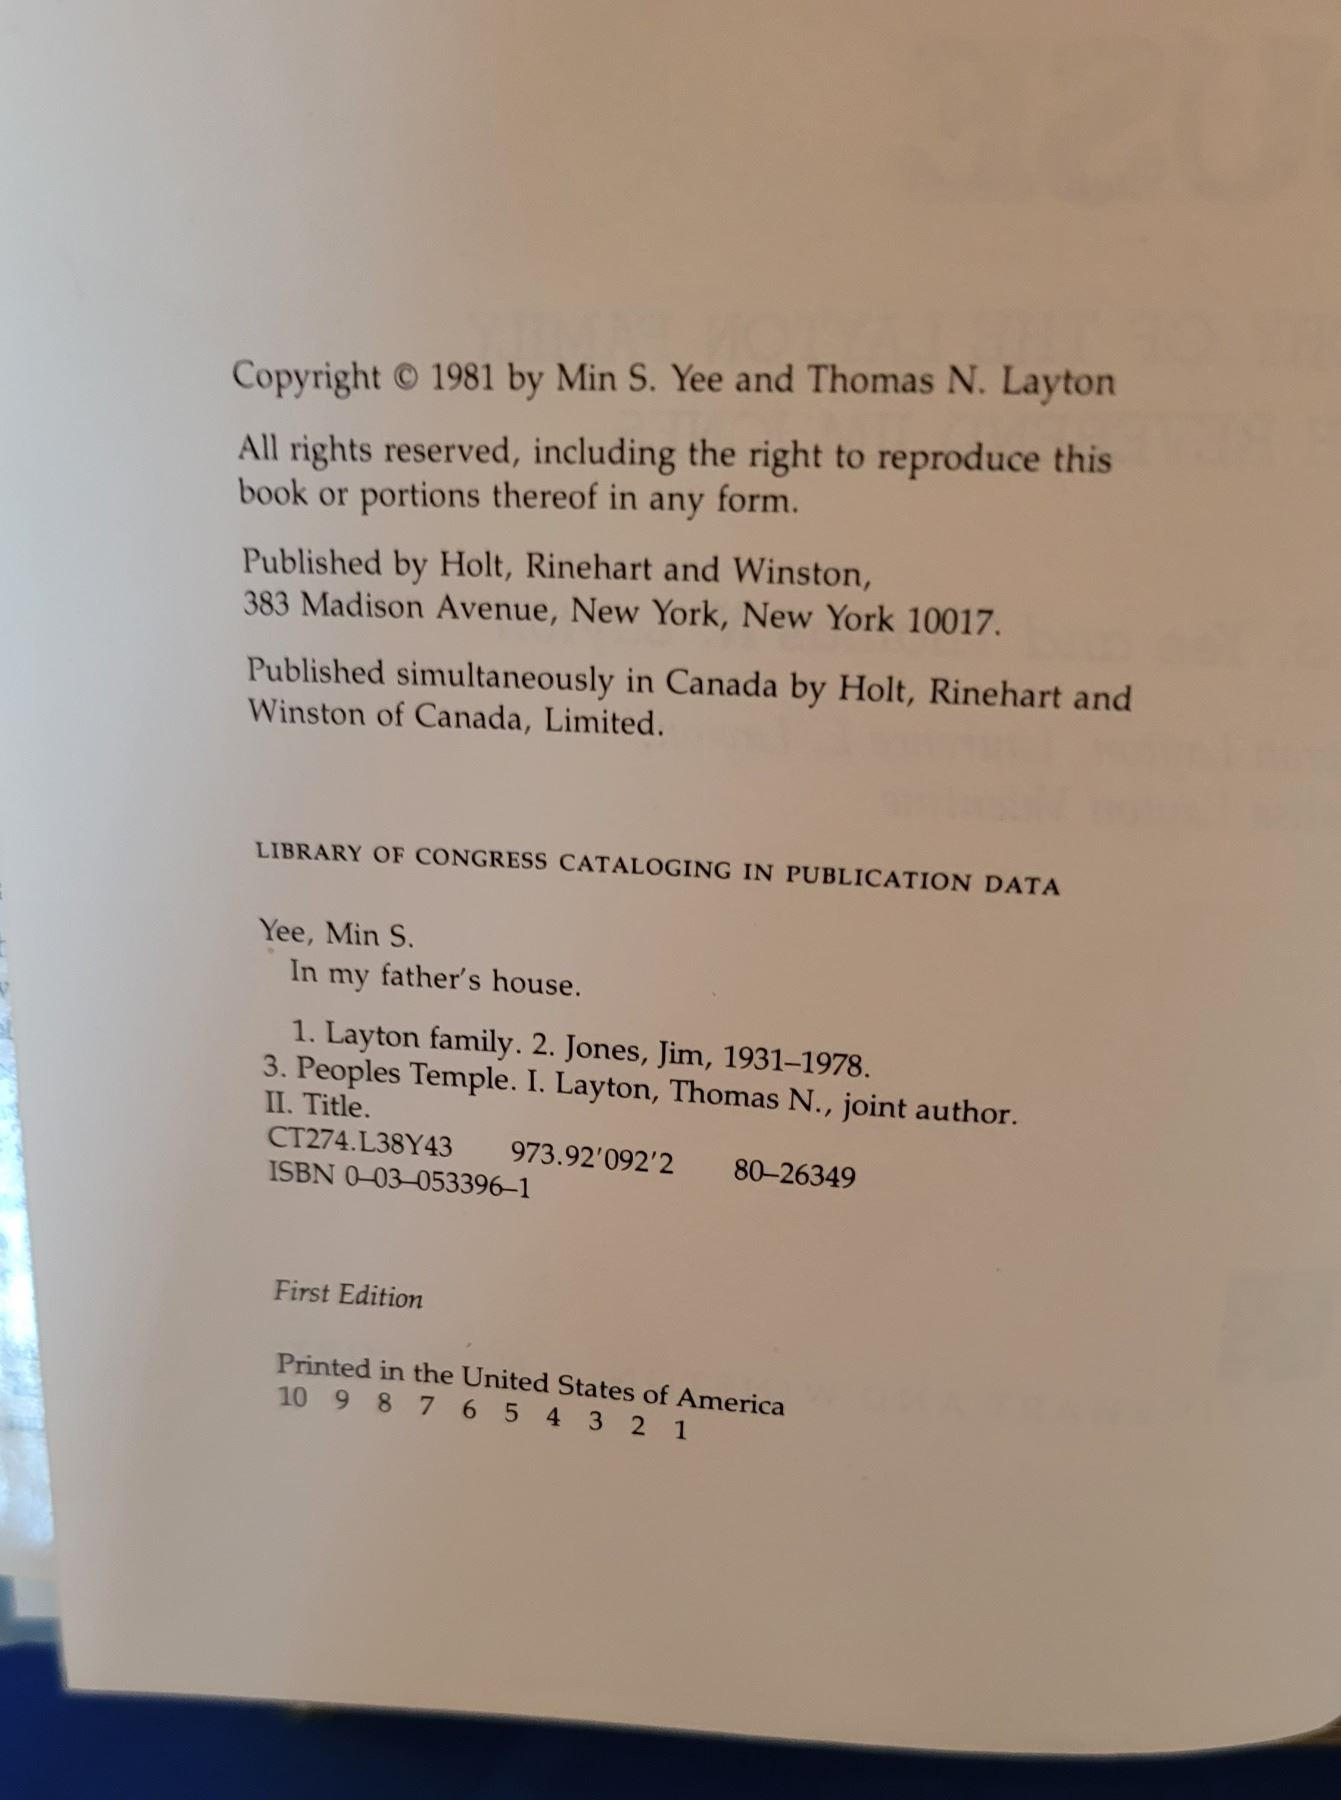 Copyright © 1981 by Min S. Yee and Thomas N. Layton
All rights reserved, including the right to reproduce this
book or portions thereof in any form.
Published by Holt, Rinehart and Winston,
383 Madison Avenue, New York, New York 10017.
Published simultaneously in Canada by Holt, Rinehart and
Winston of Canada, Limited.
LIBRARY OF CONGRESS CATALOGING IN PUBLICATION DATA
Yee, Min S.
In my father's house.
1. Layton family. 2. Jones, Jim, 1931–1978.
3. Peoples Temple. I. Layton, Thomas N., joint author.
II. Title.
CT274.L38Y43 973.92'092'2 80–26349
ISBN 0–03–053396–1
First Edition
Printed in the United States of America
10 9 8 7 6 5 4 3 2 1